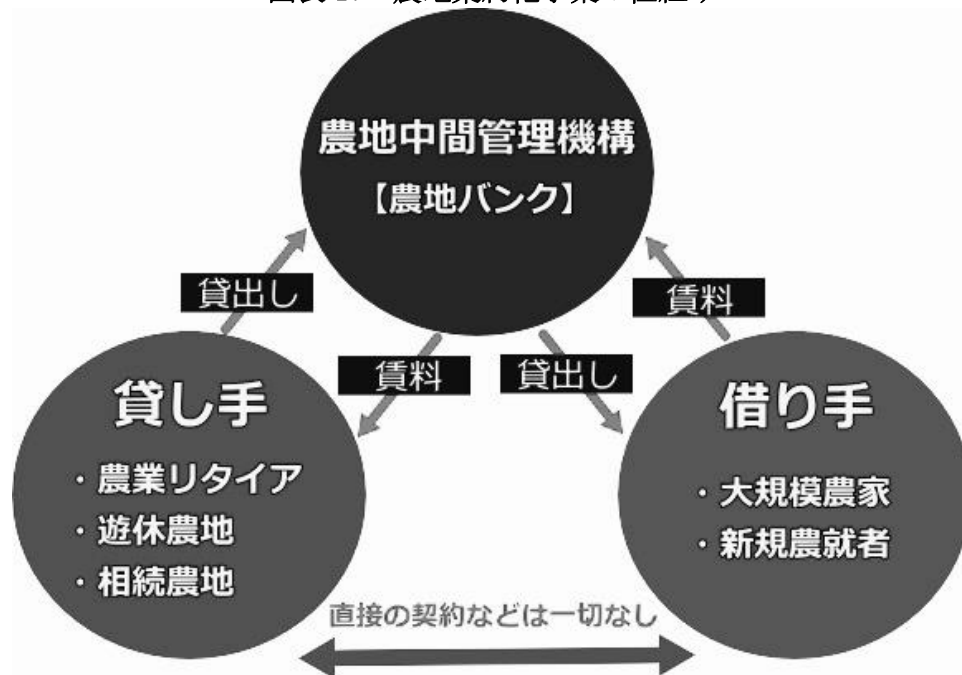 農地中間管理機構
【農地バンク】
貸出し
賃料
賃料
貸出し
貸し手
・農業リタイア
・遊休農地
・相続農地
借り手
・大規模農家
・新規農就者
直接の契約などは一切なし